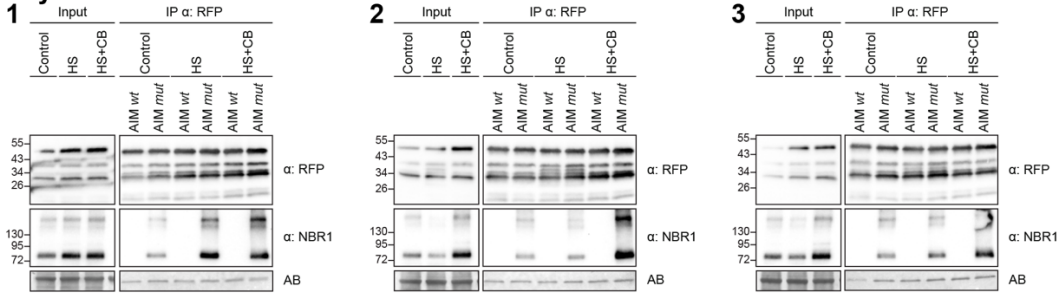 1 Input IP α: RFP
Control HS HS+CB Control HS HS+CB
AIM wt AIM mut AIM wt AIM mut AIM wt AIM mut
55
43
34
26
α: RFP
130
95
72
α: NBR1
AB
2 Input IP α: RFP
Control HS HS+CB Control HS HS+CB
AIM wt AIM mut AIM wt AIM mut AIM wt AIM mut
55
43
34
26
α: RFP
130
95
72
α: NBR1
AB
3 Input IP α: RFP
Control HS HS+CB Control HS HS+CB
AIM wt AIM mut AIM wt AIM mut AIM wt AIM mut
55
43
34
26
α: RFP
130
95
72
α: NBR1
AB